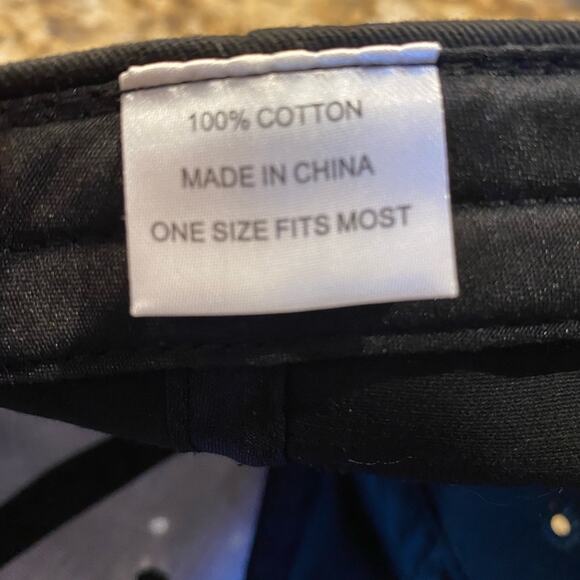 100% COTTON
MADE IN CHINA
ONE SIZE FITS MOST